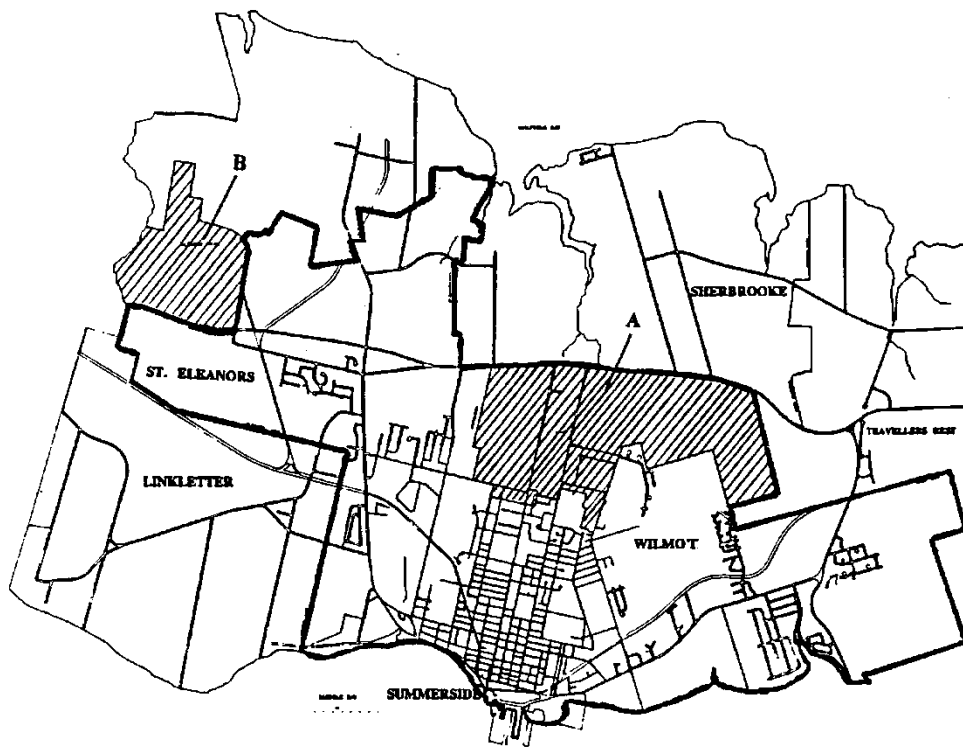 B
SHERBROOKE
A
ST. ELEANORS
TRAVELLERS REST
LINKLETTER
WILMOT
SUMMERSIDE